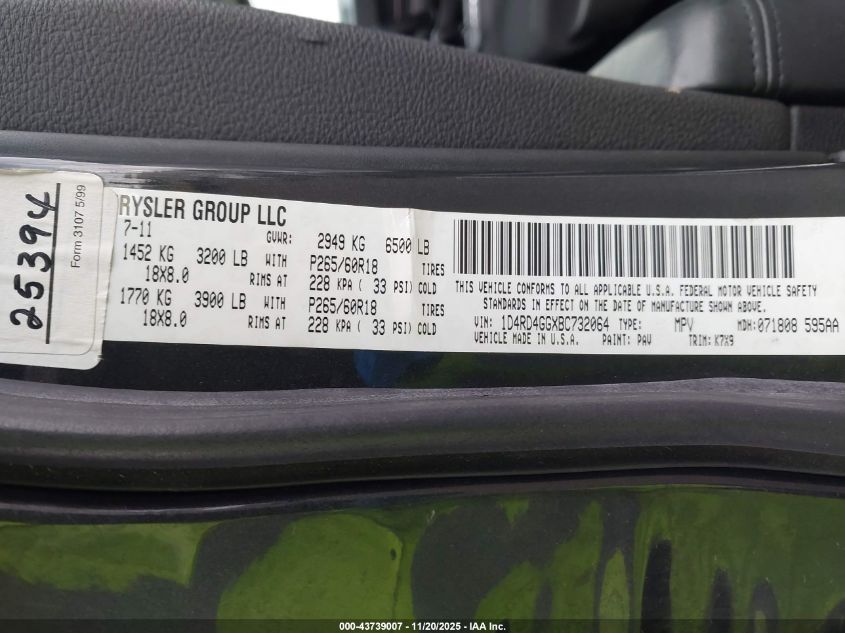 25394
Form 3107 5/99
RYSLER GROUP LLC
7-11 GVWR: 2949 KG 6500 LB
1452 KG 3200 LB WITH P265/60R18 TIRES
18X8.0 RIMS AT 228 KPA ( 33 PSI) COLD
1770 KG 3900 LB WITH P265/60R18 TIRES
18X8.0 RIMS AT 228 KPA ( 33 PSI) COLD
THIS VEHICLE CONFORMS TO ALL APPLICABLE U.S.A. FEDERAL MOTOR VEHICLE SAFETY
STANDARDS IN EFFECT ON THE DATE OF MANUFACTURE SHOWN ABOVE.
VIN: 1D4RD4GGXBC732064 TYPE: MPV MDH: 071808 595AA
VEHICLE MADE IN U.S.A. PAINT: PAV TRIM: K7X9
000-43739007 - 11/20/2025 - IAA Inc.